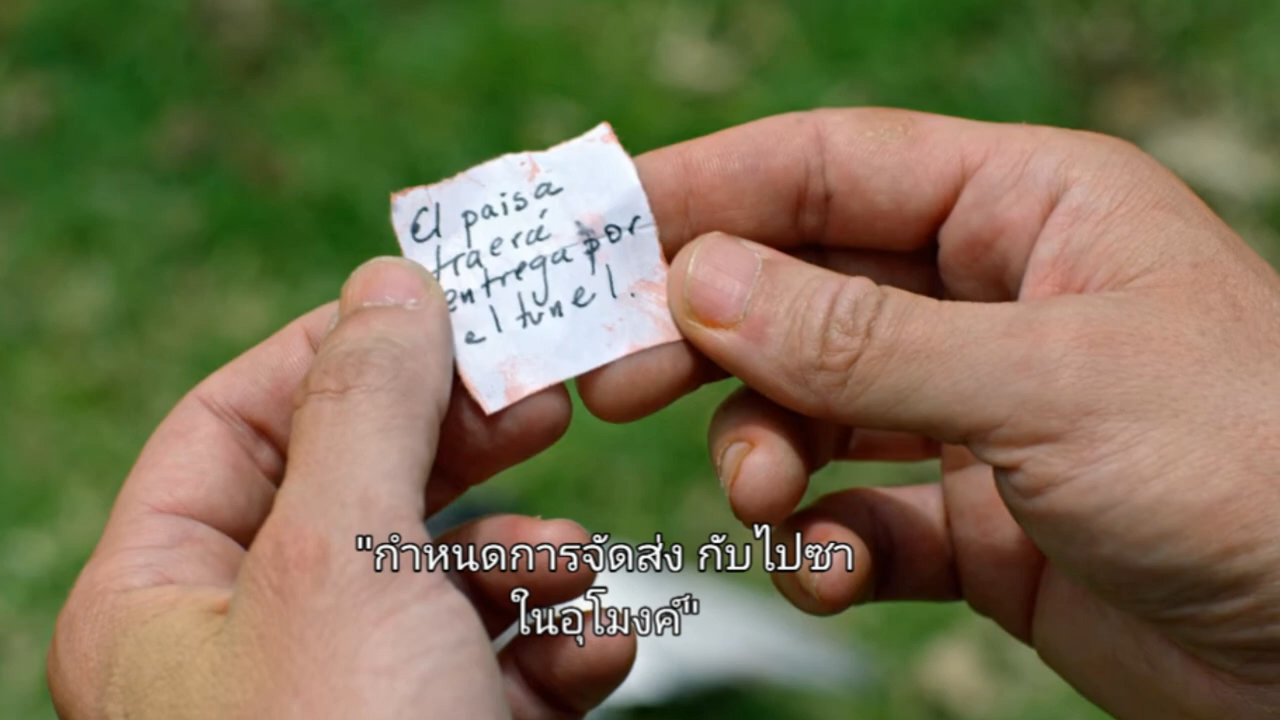 El paisa
traerá
entrega por
el tunel.
"กำหนดการจัดส่ง กับไปซา
ในอุโมงค์"